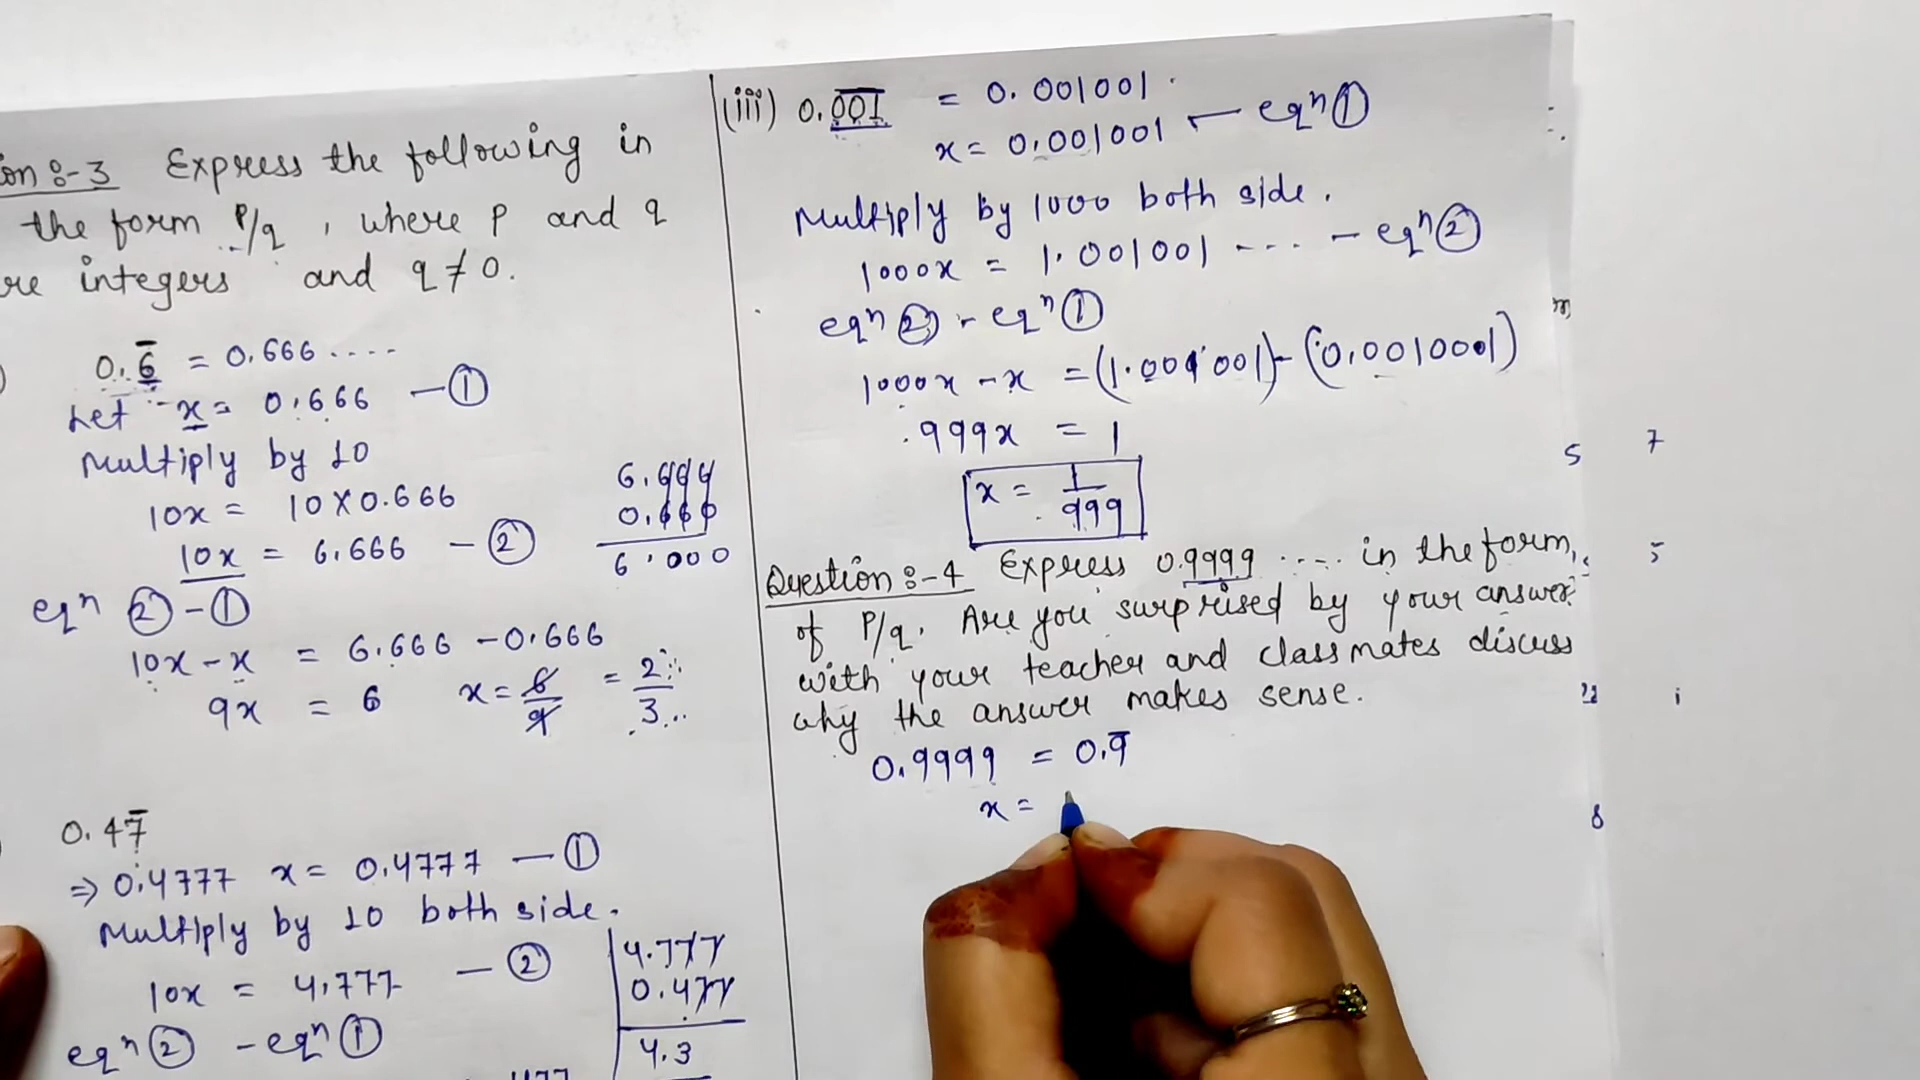 on :- 3 Express the following in
the form P/q , where p and q
re integers and q ≠ 0.
0.6̅ = 0.666 ....
Let x = 0.666 — ①
Multiply by 10
10x = 10 X 0.666
10x = 6.666 — ②
6.666
0.666
6.000
eqⁿ ② - ①
10x - x = 6.666 - 0.666
9x = 6 x = 6/9 = 2/3
0.47̅
⇒ 0.4777 x = 0.4777 — ①
Multiply by 10 both side.
10x = 4.777 — ②
4.777
0.477
4.3
eqⁿ ② - eqⁿ ①
(iii) 0.0̅0̅1̅ = 0.001001
x = 0.001001 — eqⁿ ①
Multiply by 1000 both side.
1000x = 1.001001 --- - eqⁿ ②
eqⁿ ② - eqⁿ ①
1000x - x = (1.001001) - (0.0010001)
999x = 1
x = 1/999
Question :- 4 Express 0.9999 ..... in the form
of P/q. Are you surprised by your answer
with your teacher and classmates discuss
why the answer makes sense.
0.9999 = 0.9̅
x =